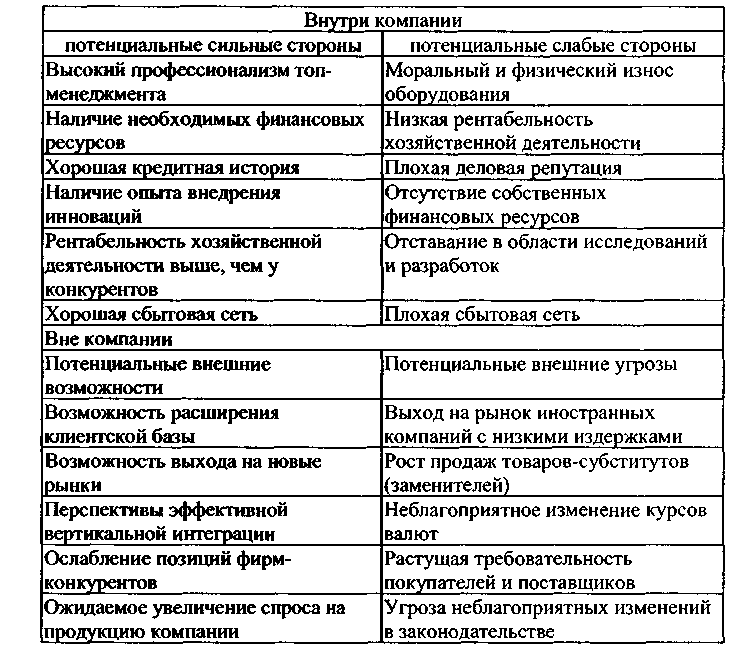 Внутри компании
потенциальные сильные стороны
потенциальные слабые стороны
Высокий профессионализм топ-
менеджмента
Моральный и физический износ
оборудования
Наличие необходимых финансовых
ресурсов
Низкая рентабельность
хозяйственной деятельности
Хорошая кредитная история
Плохая деловая репутация
Наличие опыта внедрения
инноваций
Отсутствие собственных
финансовых ресурсов
Рентабельность хозяйственной
деятельности выше, чем у
конкурентов
Отставание в области исследований
и разработок
Хорошая сбытовая сеть
Плохая сбытовая сеть
Вне компании
Потенциальные внешние
возможности
Потенциальные внешние угрозы
Возможность расширения
клиентской базы
Выход на рынок иностранных
компаний с низкими издержками
Возможность выхода на новые
рынки
Рост продаж товаров-субститутов
(заменителей)
Перспективы эффективной
вертикальной интеграции
Неблагоприятное изменение курсов
валют
Ослабление позиций фирм-
конкурентов
Растущая требовательность
покупателей и поставщиков
Ожидаемое увеличение спроса на
продукцию компании
Угроза неблагоприятных изменений
в законодательстве